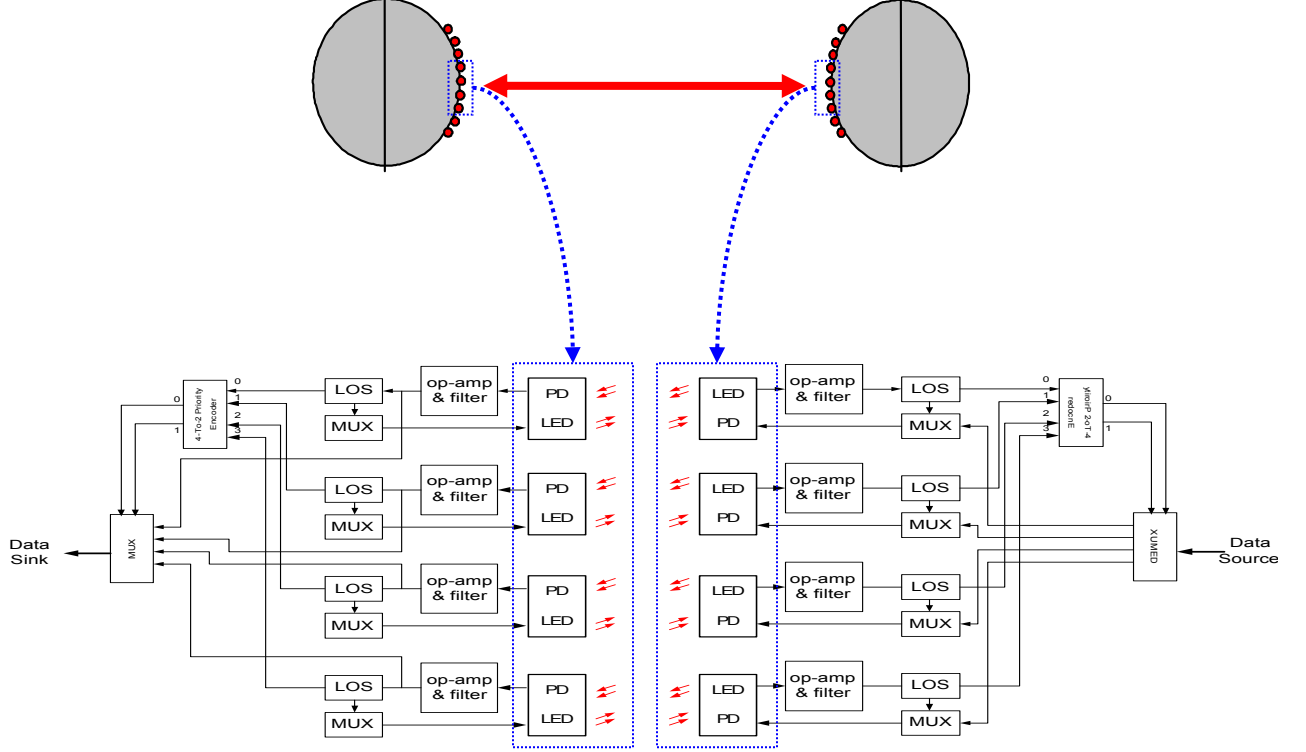 op-amp
& filter
PD
LED
LOS
MUX
0
1
2
3
4-To-2 Priority
Encoder
0
1
op-amp
& filter
PD
LED
LOS
MUX
op-amp
& filter
PD
LED
LOS
MUX
op-amp
& filter
PD
LED
LOS
MUX
MUX
Data
Sink
LED
PD
op-amp
& filter
LOS
MUX
0
1
2
3
ytiroirP 2-oT-4
redocnE
0
1
LED
PD
op-amp
& filter
LOS
MUX
LED
PD
op-amp
& filter
LOS
MUX
LED
PD
op-amp
& filter
LOS
MUX
XUMED
Data
Source